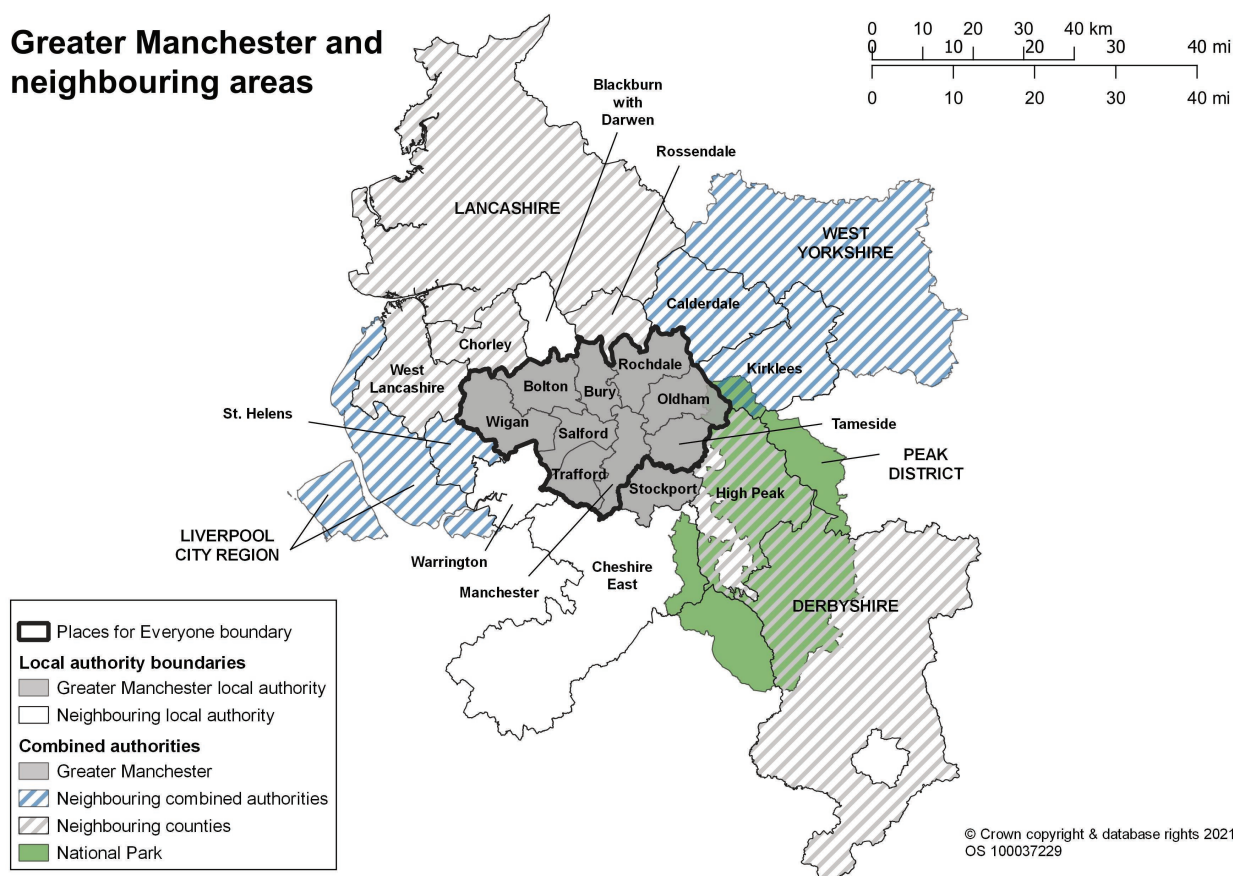 Greater Manchester and
neighbouring areas
0 10 20 30 40 km
0 10 20 30 40 mi
0 10 20 30 40 mi
Blackburn
with
Darwen
Rossendale
LANCASHIRE
WEST
YORKSHIRE
Calderdale
Chorley
Kirklees
West
Lancashire
Rochdale
Bolton
Bury
Oldham
St. Helens
Wigan
Salford
Tameside
Trafford
Stockport
High Peak
PEAK
DISTRICT
LIVERPOOL
CITY REGION
Warrington
Manchester
Cheshire
East
DERBYSHIRE
Places for Everyone boundary
Local authority boundaries
Greater Manchester local authority
Neighbouring local authority
Combined authorities
Greater Manchester
Neighbouring combined authorities
Neighbouring counties
National Park
© Crown copyright & database rights 2021
OS 100037229